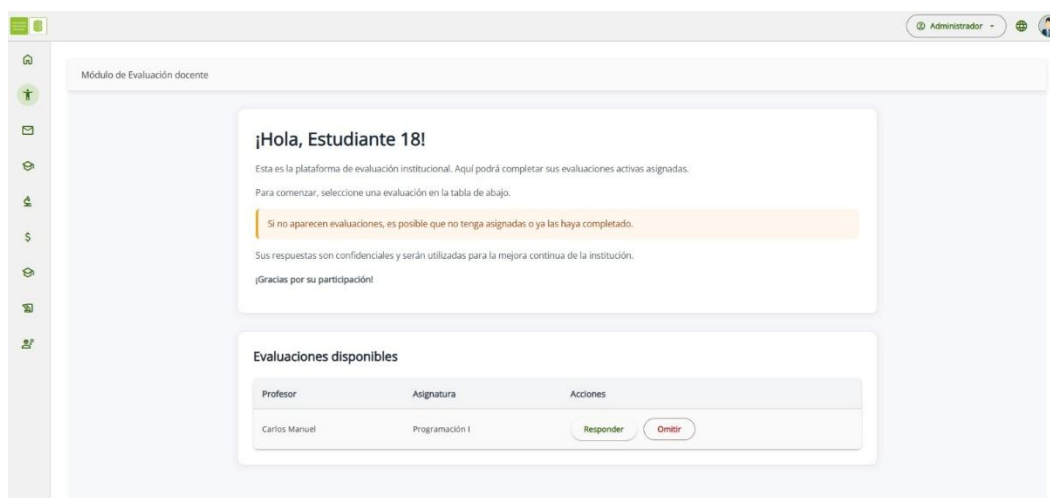 Administrador
Módulo de Evaluación docente
¡Hola, Estudiante 18!
Esta es la plataforma de evaluación institucional. Aquí podrá completar sus evaluaciones activas asignadas.
Para comenzar, seleccione una evaluación en la tabla de abajo.
Si no aparecen evaluaciones, es posible que no tenga asignadas o ya las haya completado.
Sus respuestas son confidenciales y serán utilizadas para la mejora continua de la institución.
¡Gracias por su participación!
Evaluaciones disponibles
Profesor Asignatura Acciones
Carlos Manuel Programación I Responder Omitir